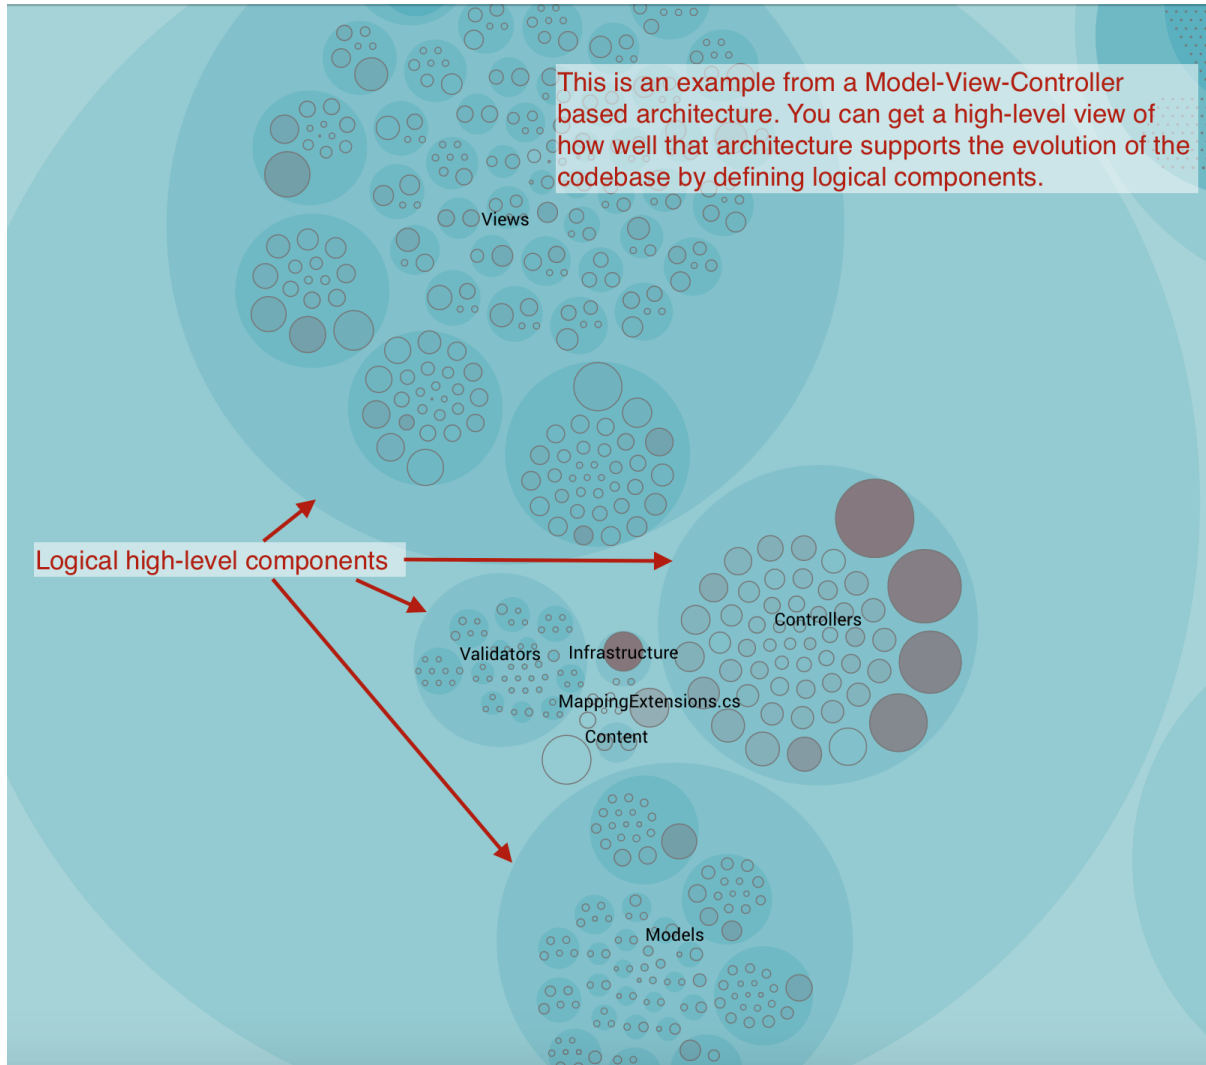 This is an example from a Model-View-Controller
based architecture. You can get a high-level view of
how well that architecture supports the evolution of the
codebase by defining logical components.
Views
Logical high-level components
Controllers
Validators
Infrastructure
MappingExtensions.cs
Content
Models